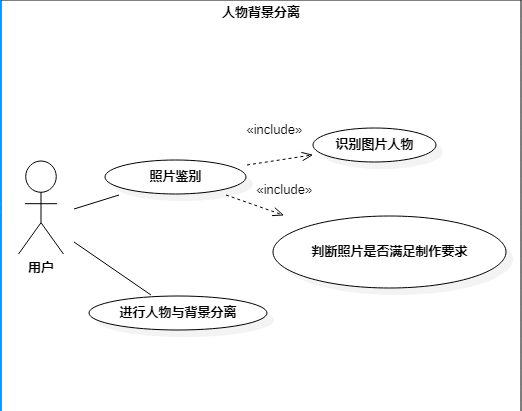 人物背景分离
«include»
识别图片人物
照片鉴别
«include»
判断照片是否满足制作要求
用户
进行人物与背景分离